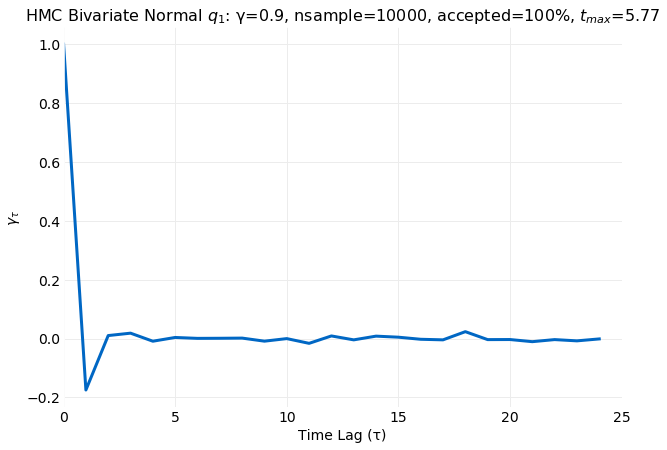 HMC Bivariate Normal q₁: γ=0.9, nsample=10000, accepted=100%, tₘₐₓ=5.77
1.0
0.8
0.6
0.4
0.2
0.0
−0.2
γτ
0 5 10 15 20 25
Time Lag (τ)